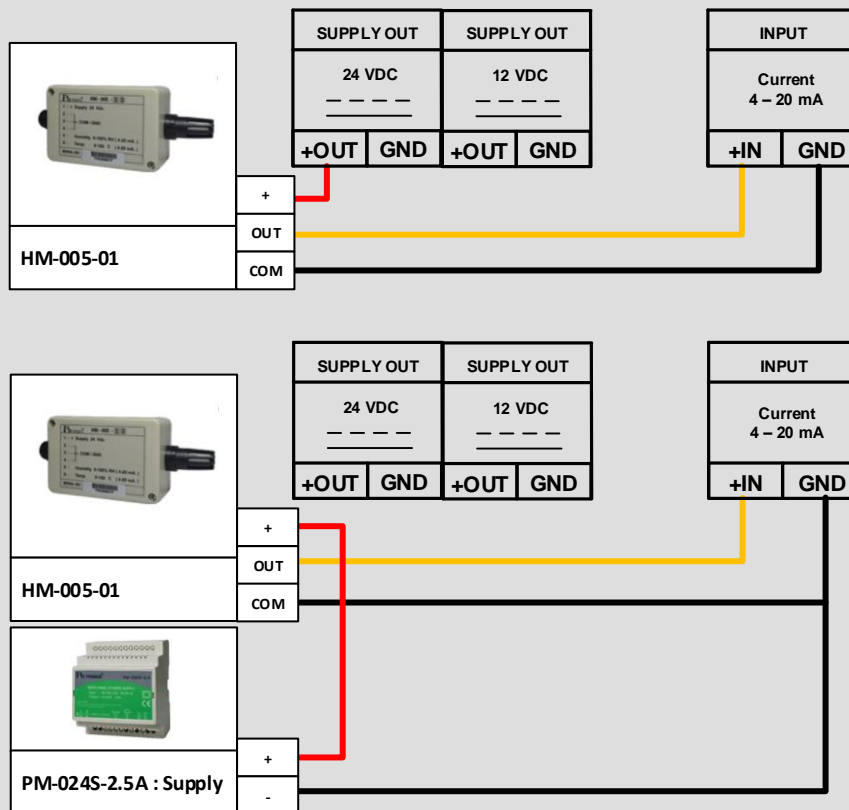 SUPPLY OUT
SUPPLY OUT
INPUT
24 VDC
12 VDC
Current
4 – 20 mA
+OUT GND +OUT GND
+IN GND
+
OUT
COM
HM-005-01
SUPPLY OUT
SUPPLY OUT
INPUT
24 VDC
12 VDC
Current
4 – 20 mA
+OUT GND +OUT GND
+IN GND
+
OUT
COM
HM-005-01
+
-
PM-024S-2.5A : Supply